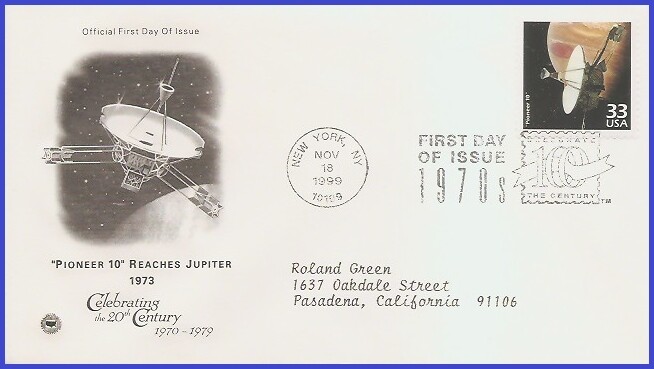 Official First Day Of Issue
"Pioneer 10"
33
USA
NEW YORK, NY
NOV
18
1999
10199
FIRST DAY
OF ISSUE
1970s
CELEBRATE
100
THE CENTURY
TM
"PIONEER 10" REACHES JUPITER
1973
Celebrating
the 20th Century
1970 - 1979
Roland Green
1637 Oakdale Street
Pasadena, California 91106